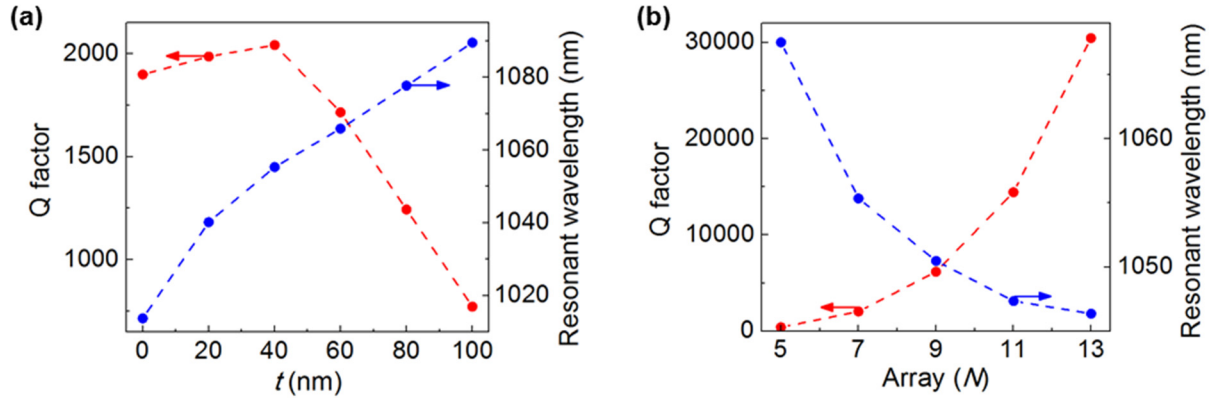 (a)
Q factor
2000
1500
1000
0 20 40 60 80 100
t (nm)
1080
1060
1040
1020
Resonant wavelength (nm)
(b)
Q factor
30000
20000
10000
0
5 7 9 11 13
Array (N)
1060
1050
Resonant wavelength (nm)